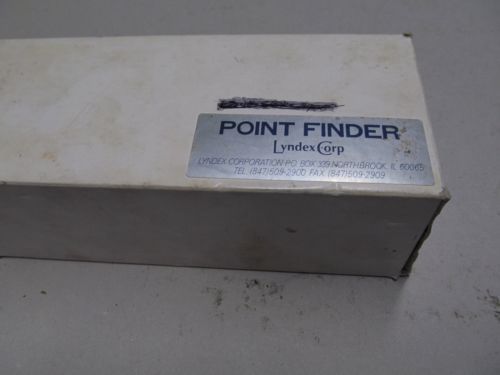 POINT FINDER
LyndexCorp
LYNDEX CORPORATION P.O. BOX 339 NORTHBROOK, IL 60065
TEL. (847)509-2900 FAX (847)509-2909